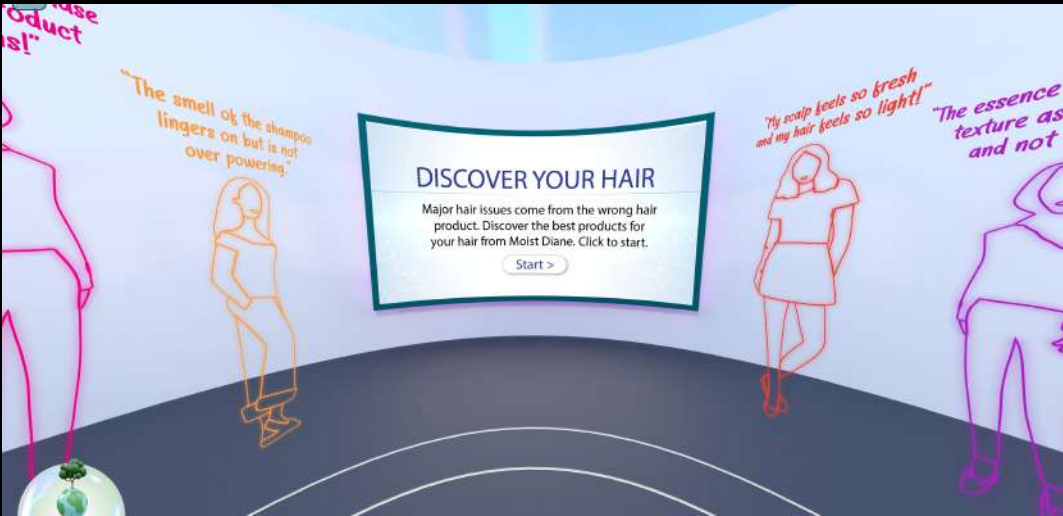 Product
"The smell of the shampoo
lingers on but is not
over powering."
DISCOVER YOUR HAIR
Major hair issues come from the wrong hair
product. Discover the best products for
your hair from Moist Diane. Click to start.
Start >
"My scalp feels so fresh
and my hair feels so light!"
"The essence
texture as
and not